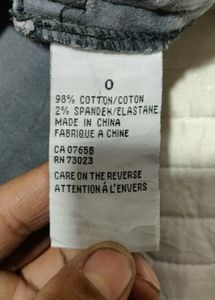 0
98% COTTON/COTON
2% SPANDEX/ELASTANE
MADE IN CHINA
FABRIQUE A CHINE
CA 07658
RN 73023
CARE ON THE REVERSE
ATTENTION À L'ENVERS